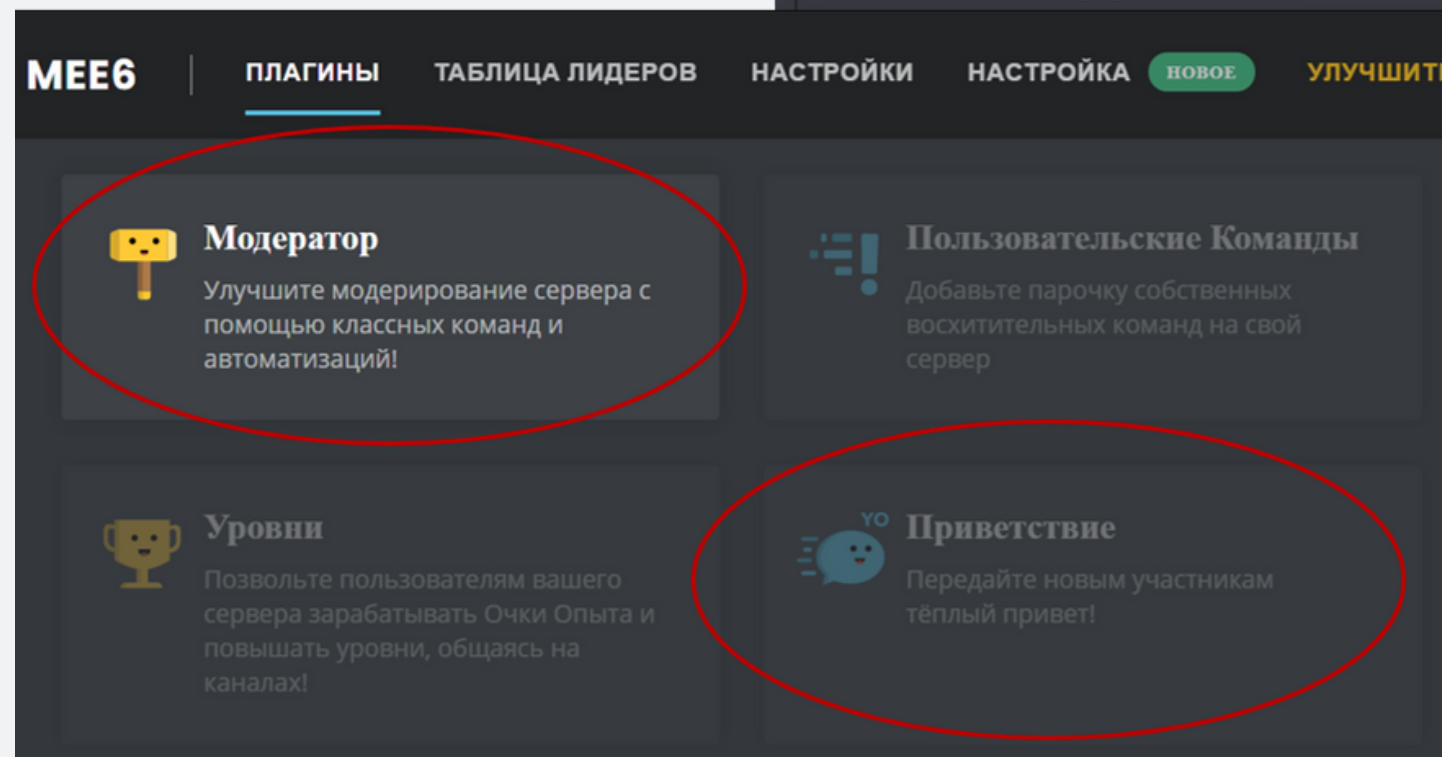 MEE6 ПЛАГИНЫ ТАБЛИЦА ЛИДЕРОВ НАСТРОЙКИ НАСТРОЙКА НОВОЕ УЛУЧШИТЬ
Модератор
Улучшите модерирование сервера с
помощью классных команд и
автоматизаций!
Пользовательские Команды
Добавьте парочку собственных
восхитительных команд на свой
сервер
Уровни
Позвольте пользователям вашего
сервера зарабатывать Очки Опыта и
повышать уровни, общаясь на
каналах!
YO
Приветствие
Передайте новым участникам
тёплый привет!